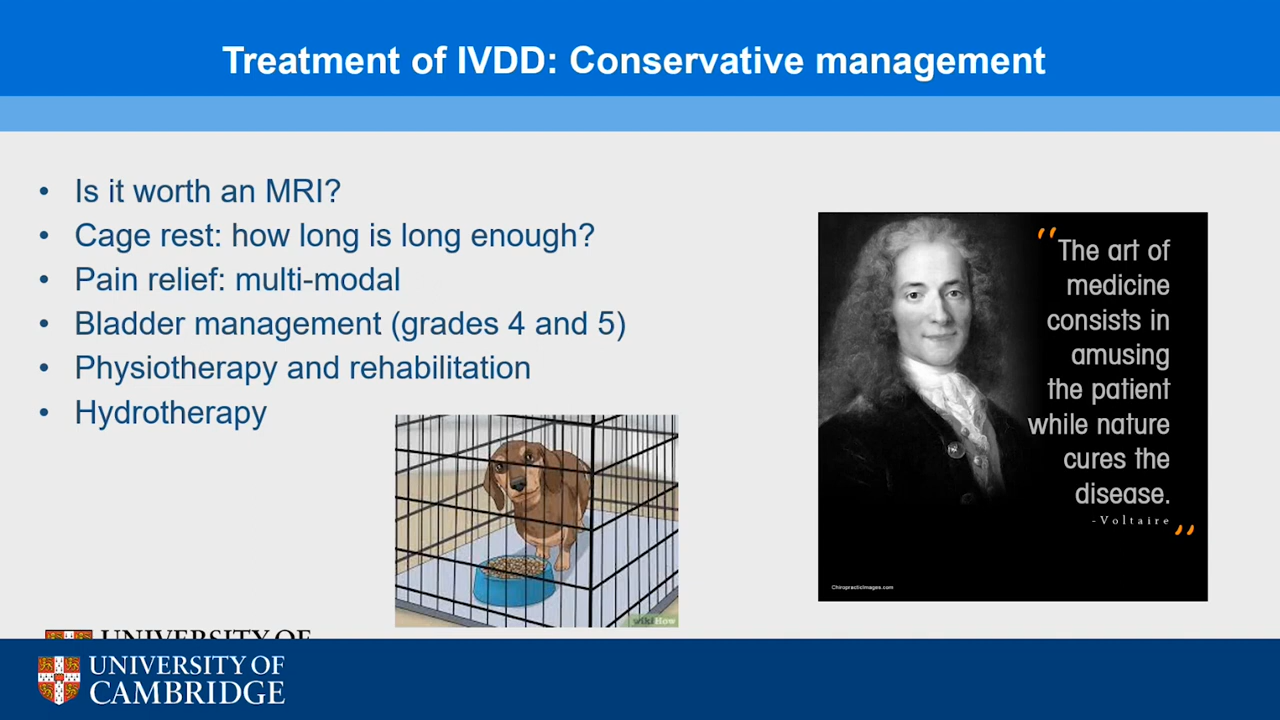 Treatment of IVDD: Conservative management
• Is it worth an MRI?
• Cage rest: how long is long enough?
• Pain relief: multi-modal
• Bladder management (grades 4 and 5)
• Physiotherapy and rehabilitation
• Hydrotherapy
“The art of
medicine
consists in
amusing
the patient
while nature
cures the
disease.
-Voltaire”
ChiropracticImages.com
wikiHow
UNIVERSITY OF
UNIVERSITY OF
CAMBRIDGE